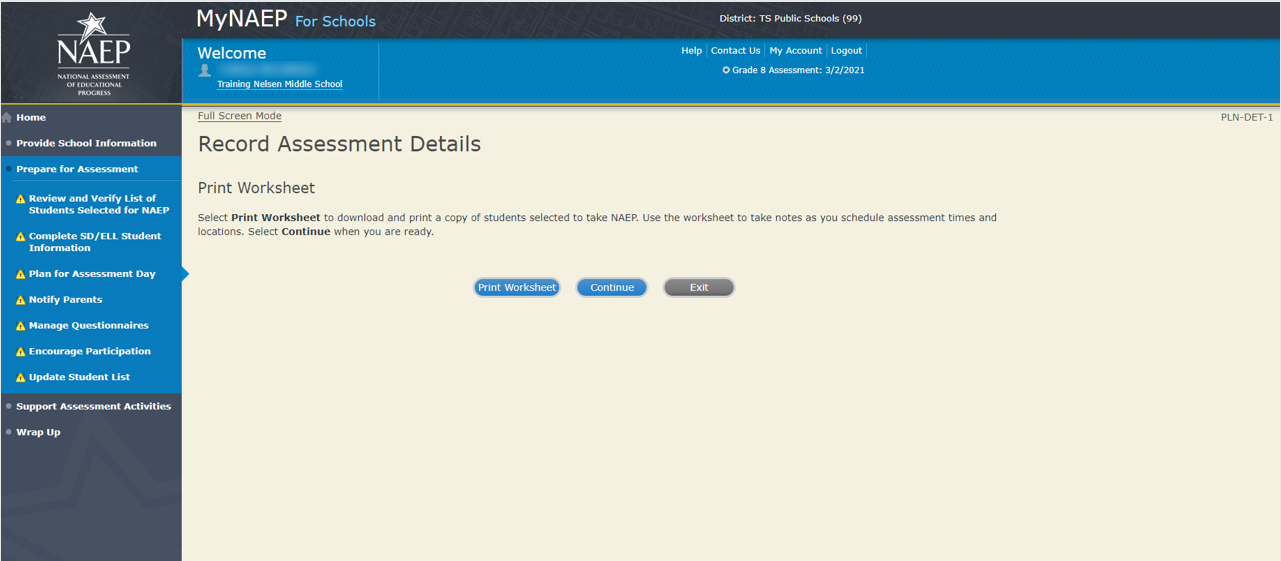 MyNAEP For Schools
District: TS Public Schools (99)
NAEP
NATIONAL ASSESSMENT
OF EDUCATIONAL
PROGRESS
Welcome
Training Nelsen Middle School
Help Contact Us My Account Logout
Grade 8 Assessment: 3/2/2021
Home
Provide School Information
Prepare for Assessment
Review and Verify List of
Students Selected for NAEP
Complete SD/ELL Student
Information
Plan for Assessment Day
Notify Parents
Manage Questionnaires
Encourage Participation
Update Student List
Support Assessment Activities
Wrap Up
Full Screen Mode
PLN-DET-1
Record Assessment Details
Print Worksheet
Select Print Worksheet to download and print a copy of students selected to take NAEP. Use the worksheet to take notes as you schedule assessment times and
locations. Select Continue when you are ready.
Print Worksheet Continue Exit